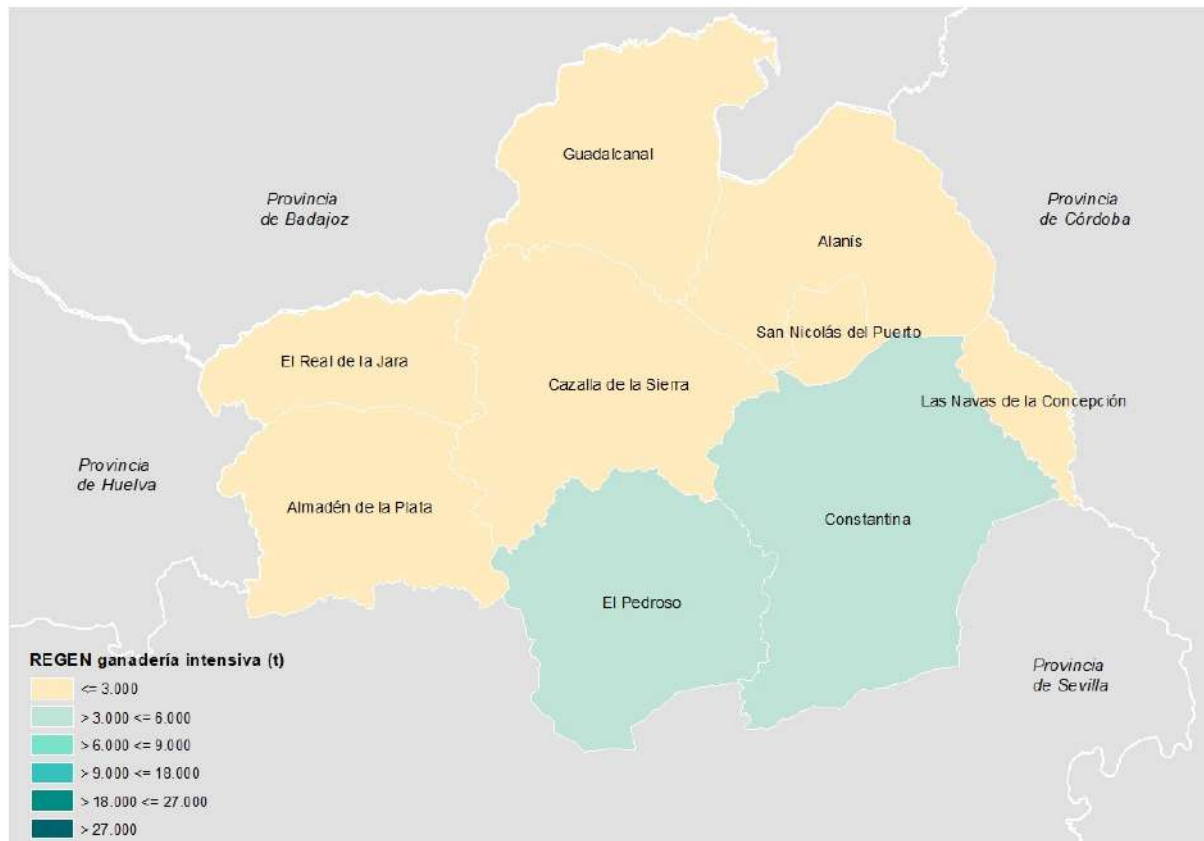 Guadalcanal
Provincia
de Badajoz
Provincia
de Córdoba
Alanís
San Nicolás del Puerto
El Real de la Jara
Cazalla de la Sierra
Las Navas de la Concepción
Provincia
de Huelva
Almadén de la Plata
Constantina
El Pedroso
Provincia
de Sevilla
REGEN ganadería intensiva (t)
<= 3.000
> 3.000 <= 6.000
> 6.000 <= 9.000
> 9.000 <= 18.000
> 18.000 <= 27.000
> 27.000